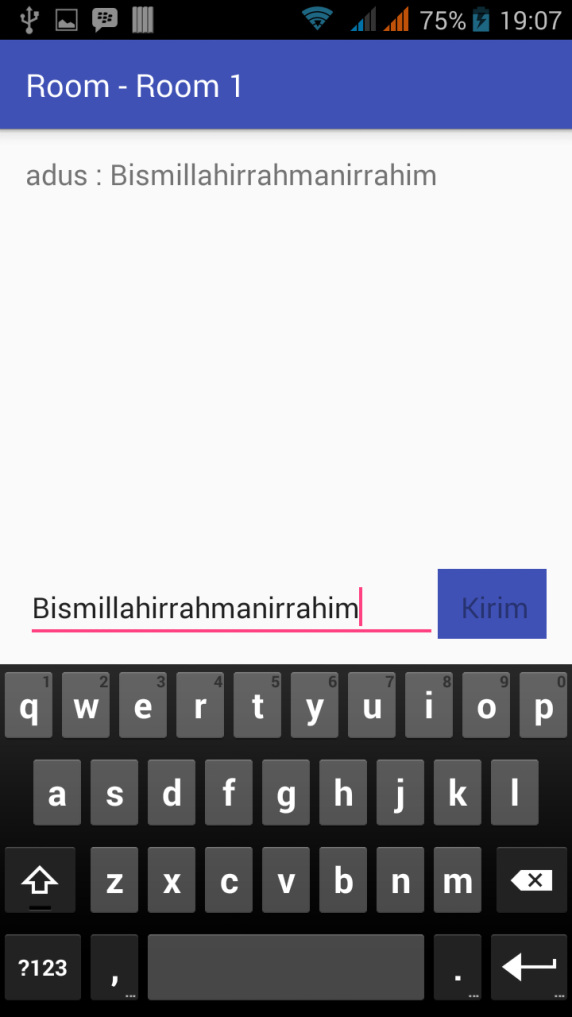 75% 19:07
Room - Room 1
adus : Bismillahirrahmanirrahim
Bismillahirrahmanirrahim Kirim
1 2 3 4 5 6 7 8 9 0
q w e r t y u i o p
a s d f g h j k l
z x c v b n m
?123 , ... . ... ...